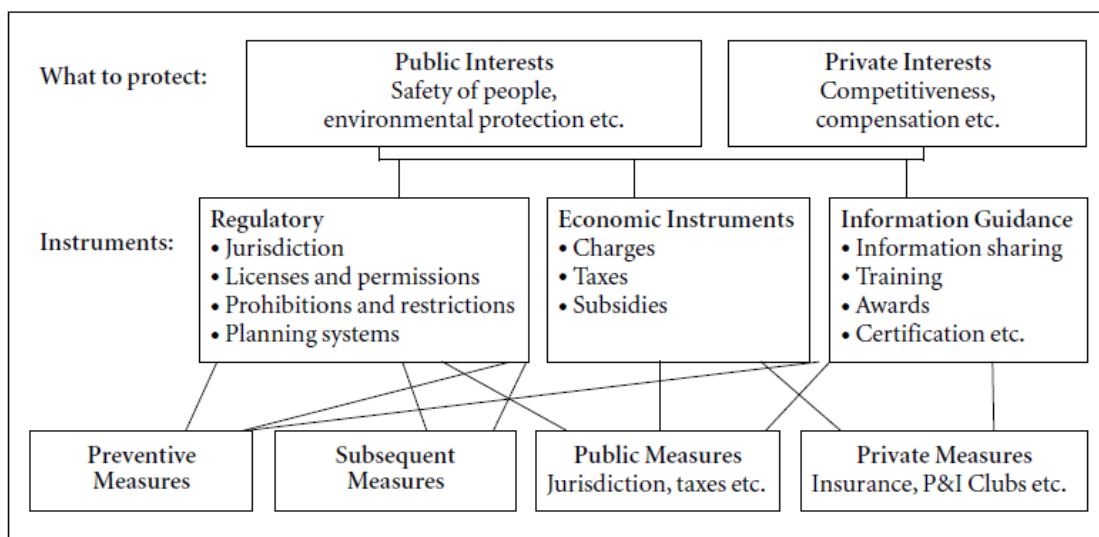 What to protect:
Public Interests
Safety of people,
environmental protection etc.
Private Interests
Competitiveness,
compensation etc.
Instruments:
Regulatory
• Jurisdiction
• Licenses and permissions
• Prohibitions and restrictions
• Planning systems
Economic Instruments
• Charges
• Taxes
• Subsidies
Information Guidance
• Information sharing
• Training
• Awards
• Certification etc.
Preventive
Measures
Subsequent
Measures
Public Measures
Jurisdiction, taxes etc.
Private Measures
Insurance, P&I Clubs etc.